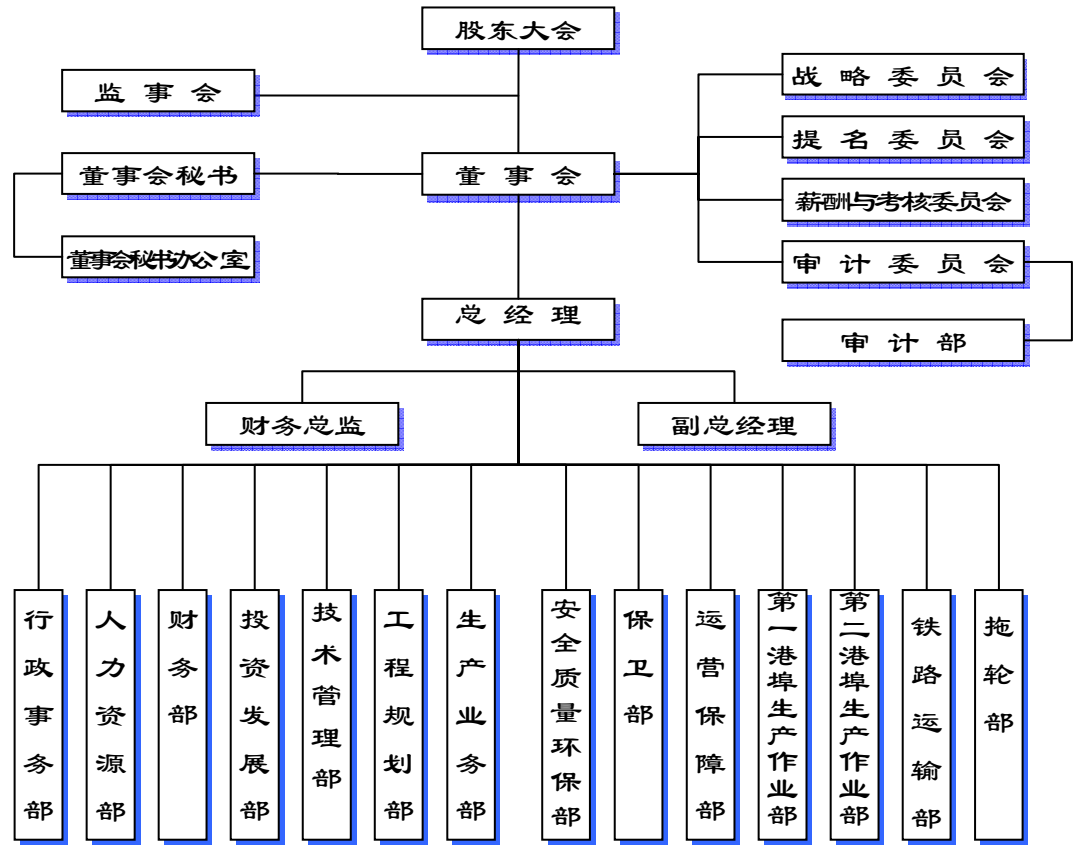 股东大会
监事会
战略委员会
提名委员会
董事会秘书
董事会
薪酬与考核委员会
董事会秘书办公室
审计委员会
总经理
审计部
财务总监
副总经理
行政事务部
人力资源部
财务部
投资发展部
技术管理部
工程规划部
生产业务部
安全质量环保部
保卫部
运营保障部
第一港埠生产作业部
第二港埠生产作业部
铁路运输部
拖轮部